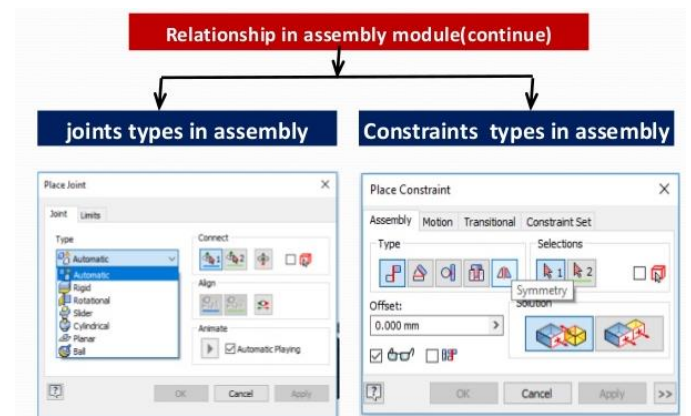 Relationship in assembly module(continue)
joints types in assembly
Constraints types in assembly
Place Joint
Joint Limits
Type
Automatic
Automatic
Rigid
Rotational
Slider
Cylindrical
Planar
Ball
Connect
1 2
Align
Animate
Automatic Playing
OK Cancel Apply
Place Constraint
Assembly Motion Transitional Constraint Set
Type
Selections
1 2
Symmetry
Offset:
0.000 mm
Solution
OK Cancel Apply >>